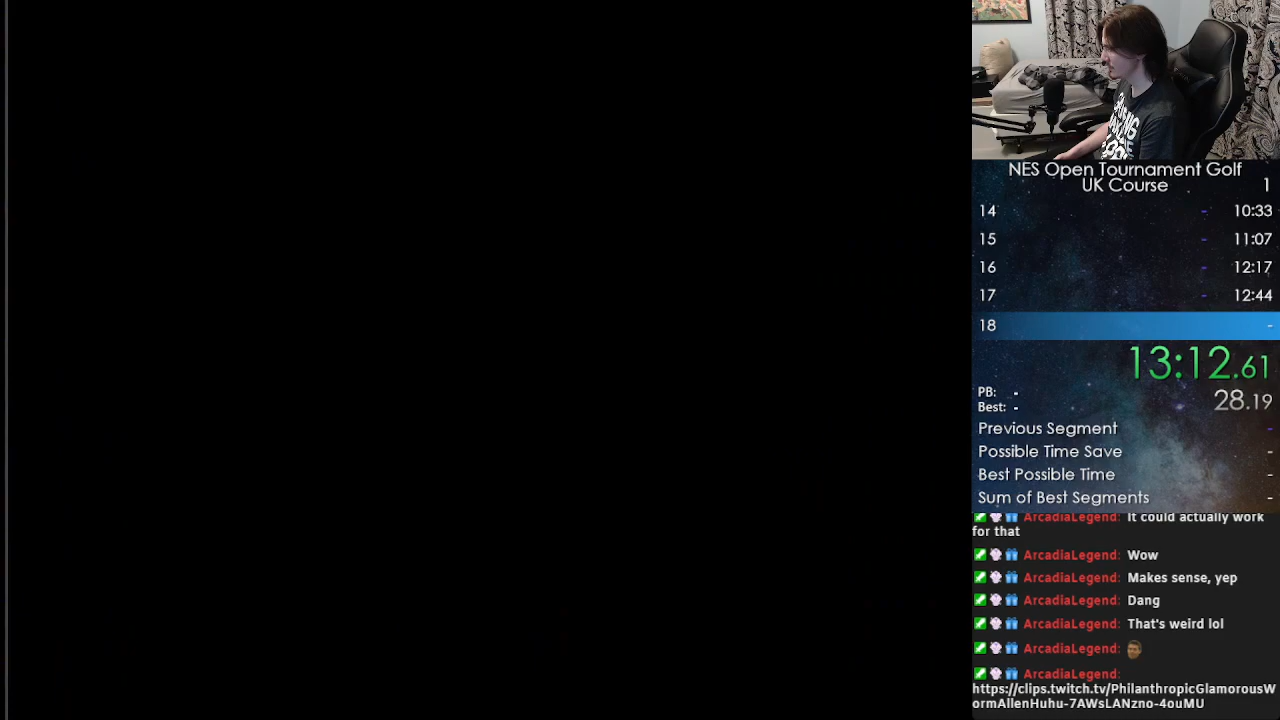 NES Open Tournament Golf
UK Course 1
14 - 10:33
15 - 11:07
16 - 12:17
17 - 12:44
18 -
13:12.61
PB: -
28.19
Best: -
Previous Segment -
Possible Time Save -
Best Possible Time -
Sum of Best Segments -
ArcadiaLegend: It could actually work
for that
ArcadiaLegend: Wow
ArcadiaLegend: Makes sense, yep
ArcadiaLegend: Dang
ArcadiaLegend: That's weird lol
ArcadiaLegend:
ArcadiaLegend:
https://clips.twitch.tv/PhilanthropicGlamorousW
ormAllenHuhu-7AWsLANzno-4ouMU